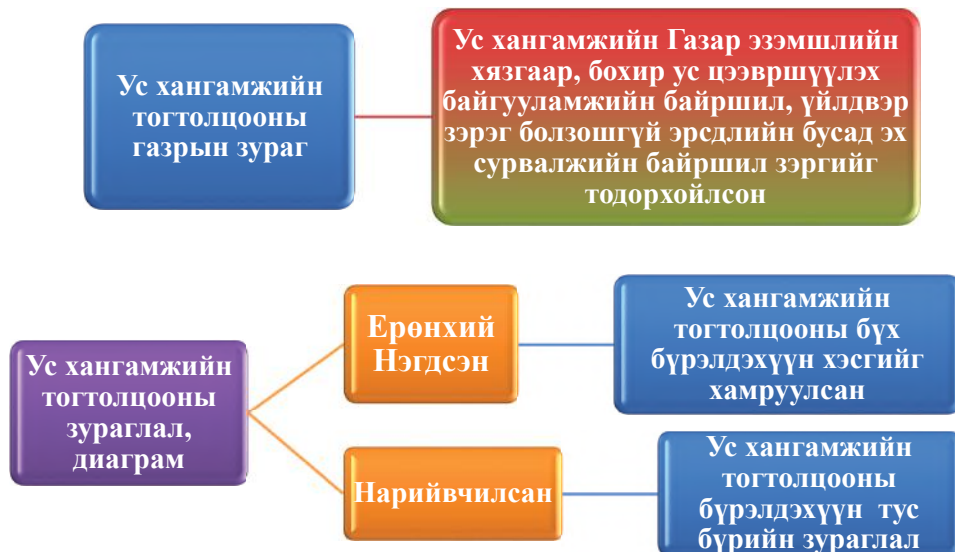 Ус хангамжийн
тогтолцооны
газрын зураг
Ус хангамжийн Газар эзэмшлийн
хязгаар, бохир ус цээвршүүлэх
байгууламжийн байршил, үйлдвэр
зэрэг болзошгүй эрсдлийн бусад эх
сурвалжийн байршил зэргийг
тодорхойлсон
Ус хангамжийн
тогтолцооны
зураглал,
диаграм
Ерөнхий
Нэгдсэн
Ус хангамжийн
тогтолцооны бүх
бүрэлдэхүүн хэсгийг
хамруулсан
Нарийвчилсан
Ус хангамжийн
тогтолцооны
бүрэлдэхүүн тус
бүрийн зураглал